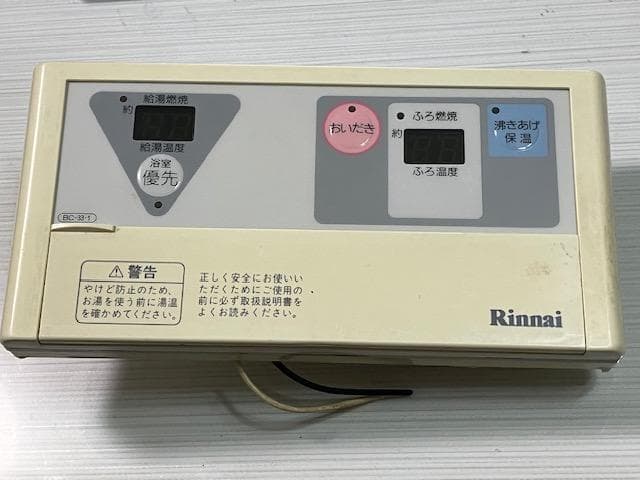 給湯燃焼
約
給湯温度
浴室
優先
BC-33-1
おいだき
ふろ燃焼
約
ふろ温度
沸きあげ
保温
⚠警告
やけど防止のため、
お湯を使う前に湯温
を確かめてください。
正しく安全にお使いい
ただくためにご使用の
前に必ず取扱説明書を
よくお読みください。
Rinnai